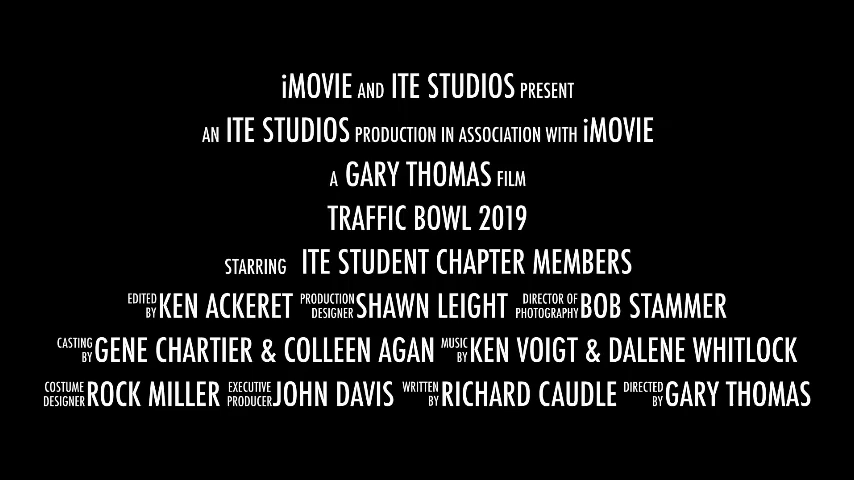 iMOVIE AND ITE STUDIOS PRESENT
AN ITE STUDIOS PRODUCTION IN ASSOCIATION WITH iMOVIE
A GARY THOMAS FILM
TRAFFIC BOWL 2019
STARRING ITE STUDENT CHAPTER MEMBERS
EDITED BY KEN ACKERET PRODUCTION DESIGNER SHAWN LEIGHT DIRECTOR OF PHOTOGRAPHY BOB STAMMER
CASTING BY GENE CHARTIER & COLLEEN AGAN MUSIC BY KEN VOIGT & DALENE WHITLOCK
COSTUME DESIGNER ROCK MILLER EXECUTIVE PRODUCER JOHN DAVIS WRITTEN BY RICHARD CAUDLE DIRECTED BY GARY THOMAS